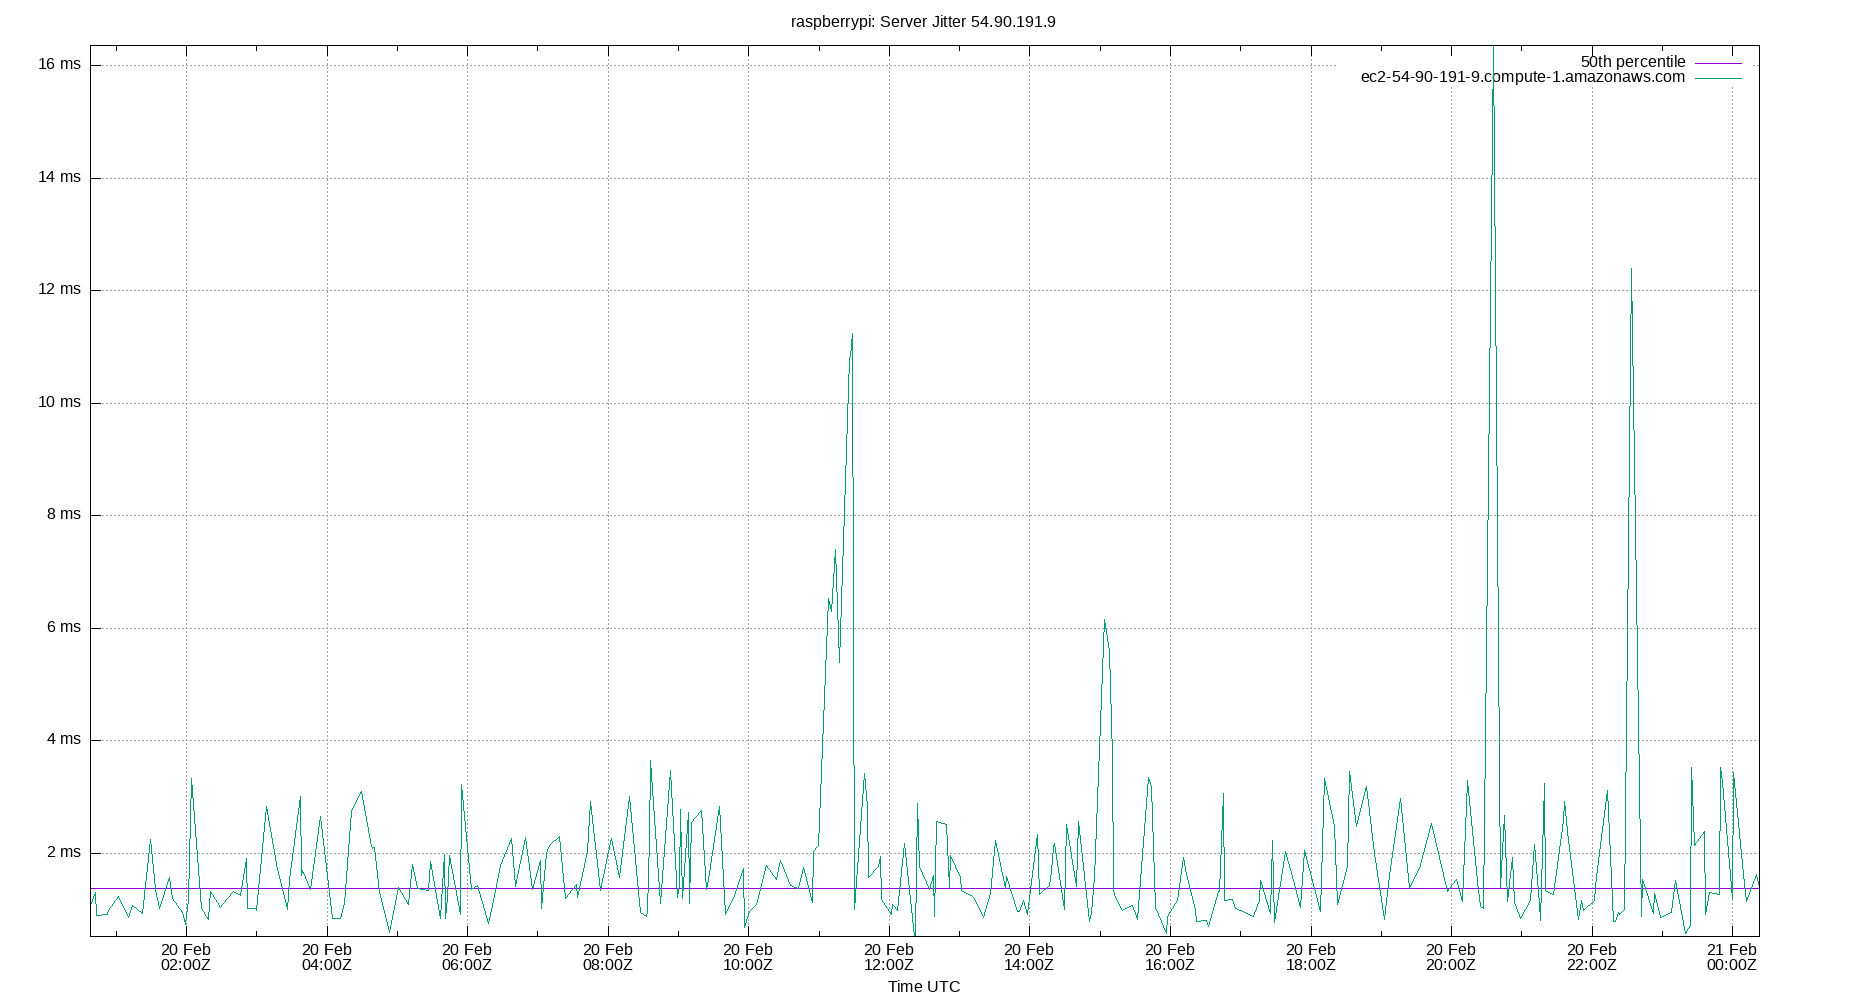 raspberrypi: Server Jitter 54.90.191.9
16 ms
50th percentile
ec2-54-90-191-9.compute-1.amazonaws.com
14 ms
12 ms
10 ms
8 ms
6 ms
4 ms
2 ms
20 Feb 20 Feb 20 Feb 20 Feb 20 Feb 20 Feb 20 Feb 20 Feb 20 Feb 20 Feb 20 Feb 21 Feb
02:00Z 04:00Z 06:00Z 08:00Z 10:00Z 12:00Z 14:00Z 16:00Z 18:00Z 20:00Z 22:00Z 00:00Z
Time UTC